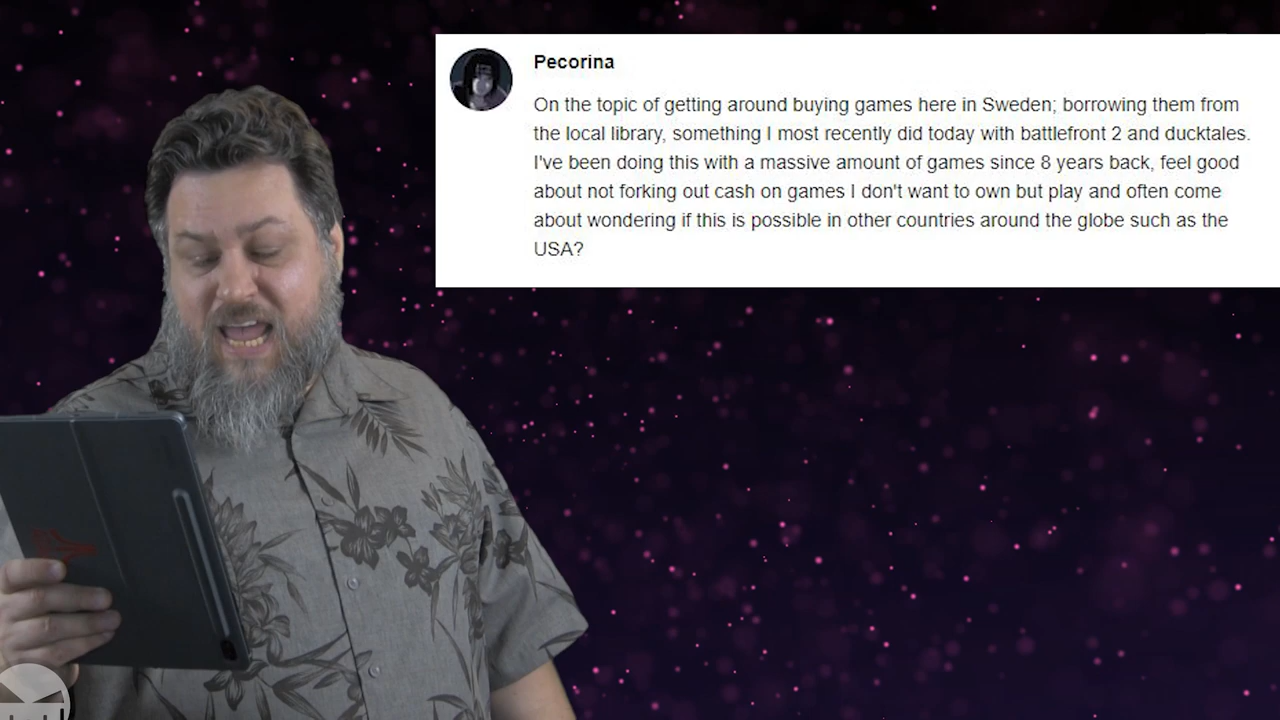 Pecorina
On the topic of getting around buying games here in Sweden; borrowing them from
the local library, something I most recently did today with battlefront 2 and ducktales.
I've been doing this with a massive amount of games since 8 years back, feel good
about not forking out cash on games I don't want to own but play and often come
about wondering if this is possible in other countries around the globe such as the
USA?